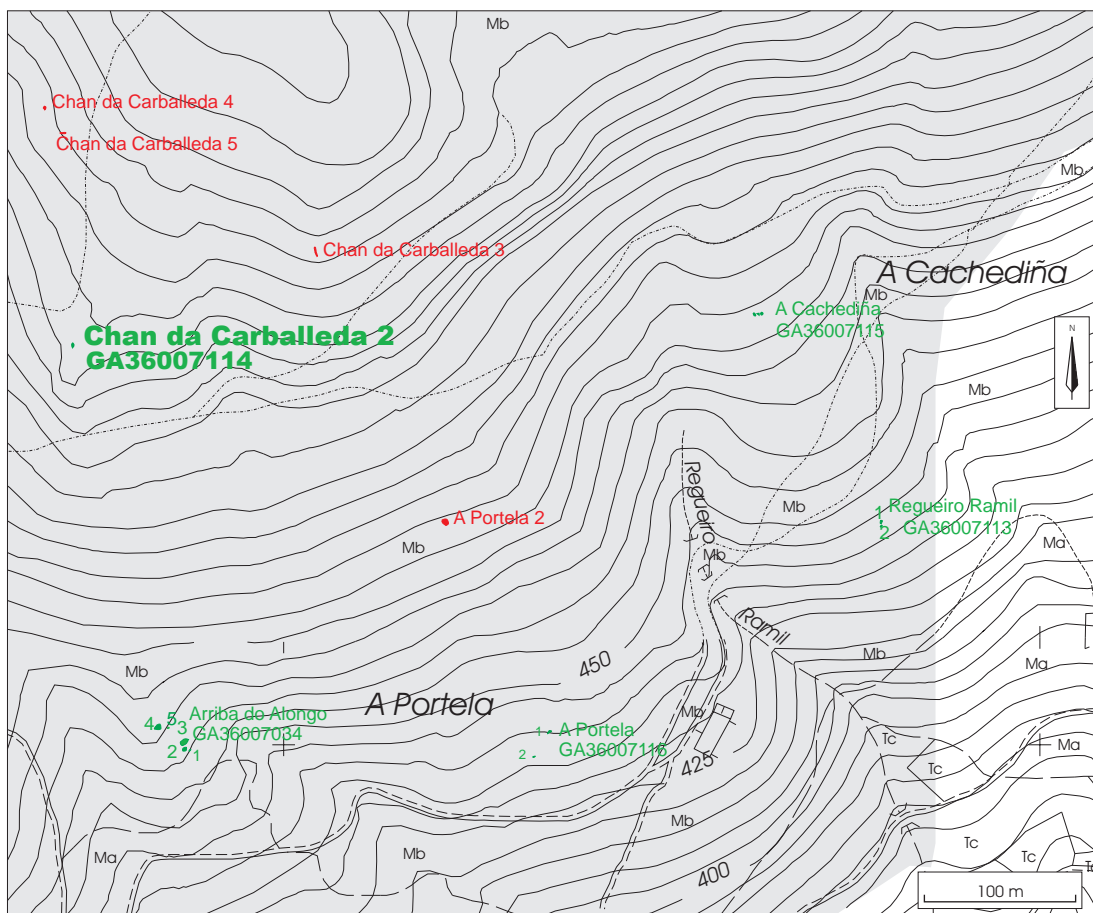 Mb
Chan da Carballeda 4
Chan da Carballeda 5
Mb
Chan da Carballeda 3
A Cachediña
Mb
A Cachediña
GA36007115
N
Chan da Carballeda 2
GA36007114
Mb
Regueiro
1 Regueiro Ramil
2 GA36007113
Mb
A Portela 2
Mb
Mb
Ma
Ramil
Mb
450
Mb
Ma
A Portela
4 5 3 Arriba do Alongo
GA36007034
2 1
Mb
1 A Portela
GA36007116
2
425
Tc
Ma
Tc
Mb
Ma
Mb
400
Tc
Tc
Tc
100 m